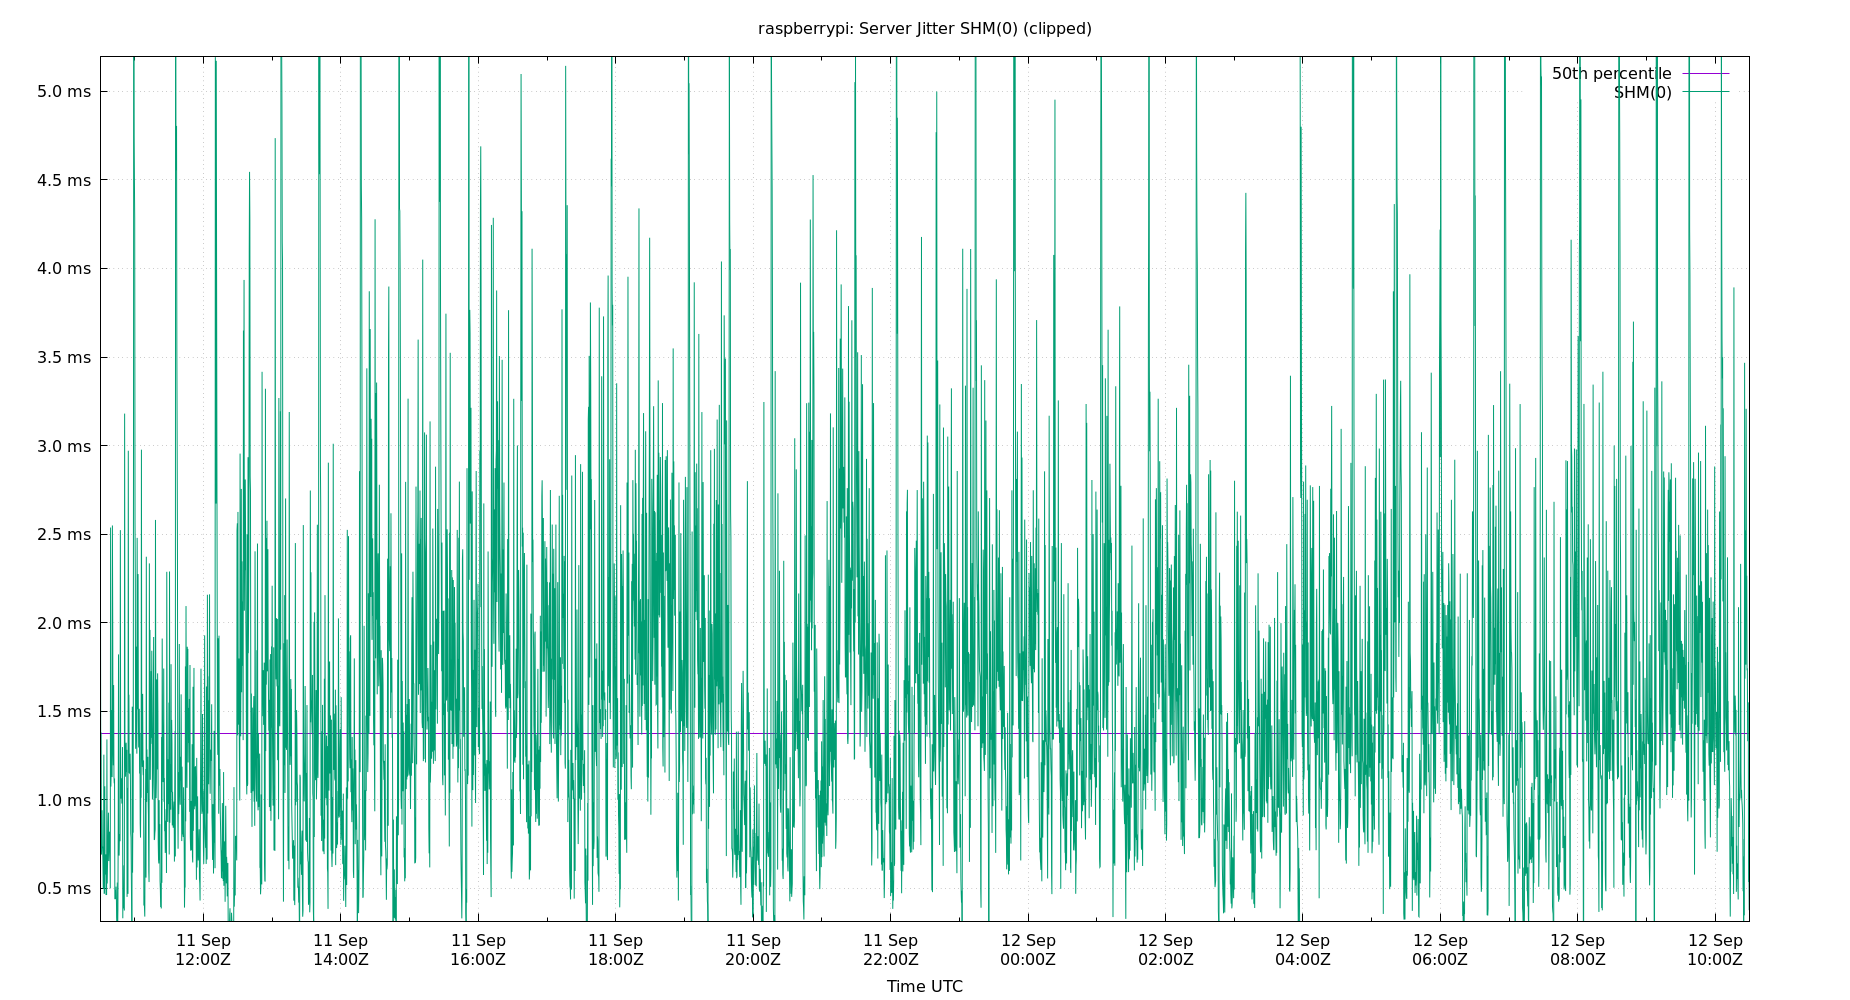 raspberrypi: Server Jitter SHM(0) (clipped)
50th percentile
SHM(0)
5.0 ms
4.5 ms
4.0 ms
3.5 ms
3.0 ms
2.5 ms
2.0 ms
1.5 ms
1.0 ms
0.5 ms
11 Sep 11 Sep 11 Sep 11 Sep 11 Sep 11 Sep 12 Sep 12 Sep 12 Sep 12 Sep 12 Sep 12 Sep
12:00Z 14:00Z 16:00Z 18:00Z 20:00Z 22:00Z 00:00Z 02:00Z 04:00Z 06:00Z 08:00Z 10:00Z
Time UTC